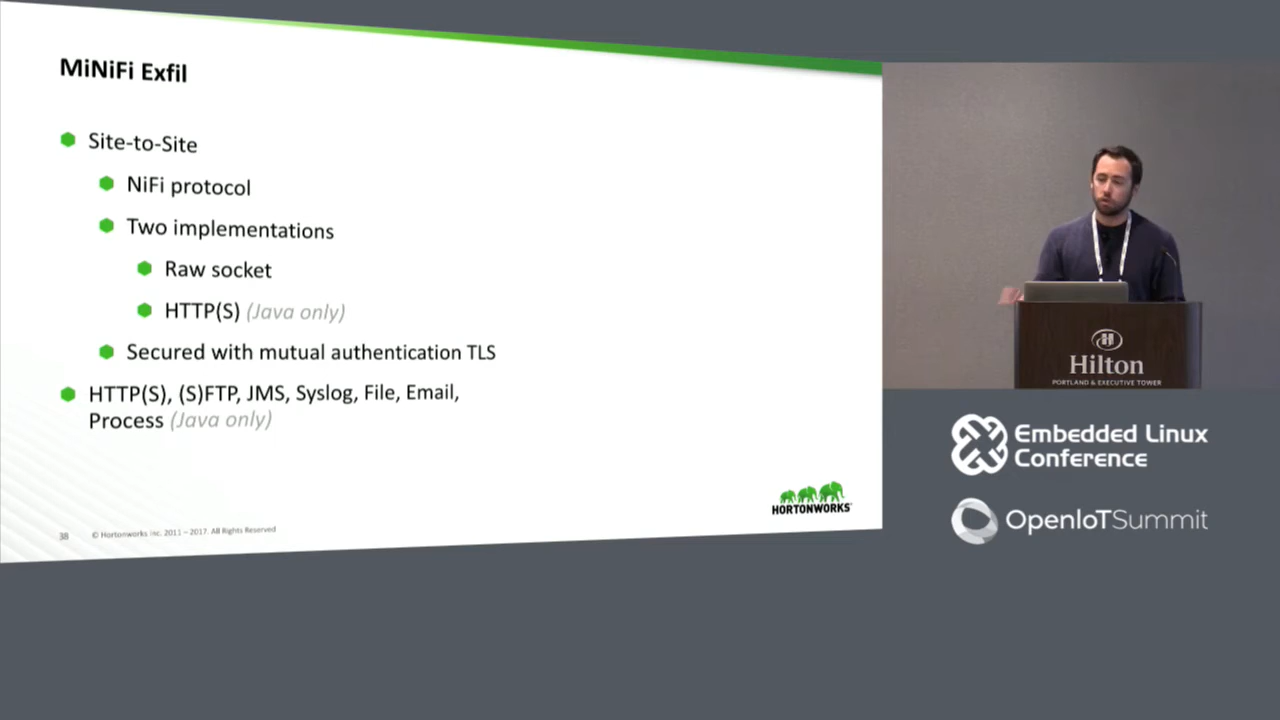 MiNiFi Exfil
Site-to-Site
NiFi protocol
Two implementations
Raw socket
HTTP(S) (Java only)
Secured with mutual authentication TLS
HTTP(S), (S)FTP, JMS, Syslog, File, Email,
Process (Java only)
HORTONWORKS
38 © Hortonworks Inc. 2011 – 2017. All Rights Reserved
Hilton
PORTLAND & EXECUTIVE TOWER
Embedded Linux
Conference
OpenIoTSummit